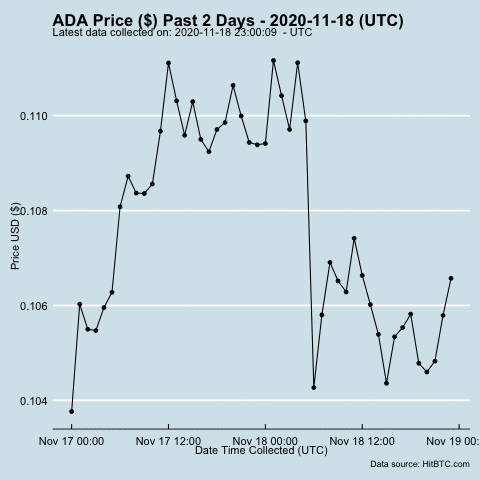 ADA Price ($) Past 2 Days - 2020-11-18 (UTC)
Latest data collected on: 2020-11-18 23:00:09 - UTC
0.110
0.108
0.106
0.104
Price USD ($)
Nov 17 00:00 Nov 17 12:00 Nov 18 00:00 Nov 18 12:00 Nov 19 00:
Date Time Collected (UTC)
Data source: HitBTC.com